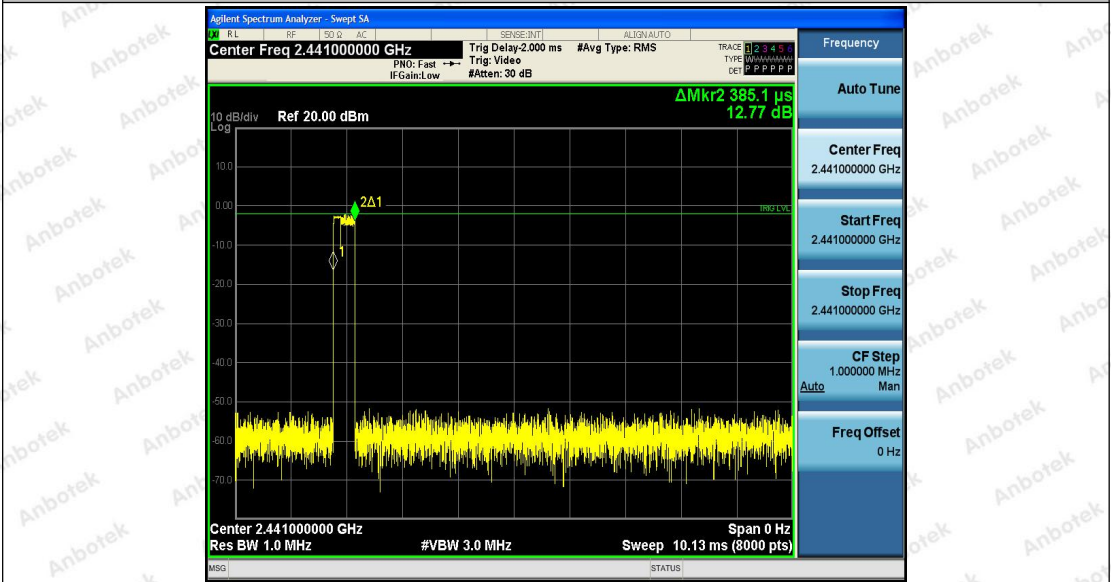 Agilent Spectrum Analyzer - Swept SA
RL RF 50 Ω AC SENSE:INT ALIGN AUTO
Center Freq 2.441000000 GHz
PNO: Fast
IFGain:Low
Trig Delay-2.000 ms
Trig: Video
#Atten: 30 dB
#Avg Type: RMS
TRACE 1 2 3 4 5 6
TYPE W
DET P P P P P P
ΔMkr2 385.1 µs
12.77 dB
10 dB/div
Log
Ref 20.00 dBm
10.0
0.00
-10.0
-20.0
-30.0
-40.0
-50.0
-60.0
-70.0
2Δ1
1
TRIG LVL
Center 2.441000000 GHz
Span 0 Hz
Res BW 1.0 MHz
#VBW 3.0 MHz
Sweep 10.13 ms (8000 pts)
MSG
STATUS
Frequency
Auto Tune
Center Freq
2.441000000 GHz
Start Freq
2.441000000 GHz
Stop Freq
2.441000000 GHz
CF Step
1.000000 MHz
Auto Man
Freq Offset
0 Hz
Anbotek